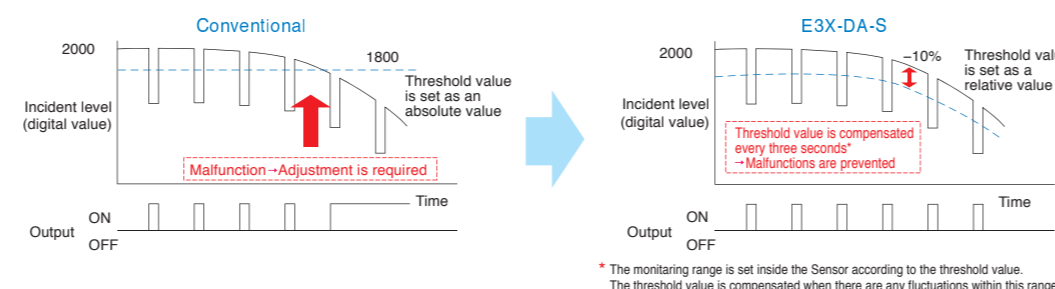 Conventional
2000
1800
Threshold value
is set as an
absolute value
Incident level
(digital value)
Malfunction→Adjustment is required
Time
ON
Output
OFF
E3X-DA-S
2000
–10%
Threshold valu
is set as a
relative value
Incident level
(digital value)
Threshold value is compensated
every three seconds*
→Malfunctions are prevented
Time
ON
Output
OFF
* The monitaring range is set inside the Sensor according to the threshold value.
The threshold value is compensated when there are any fluctuations within this range